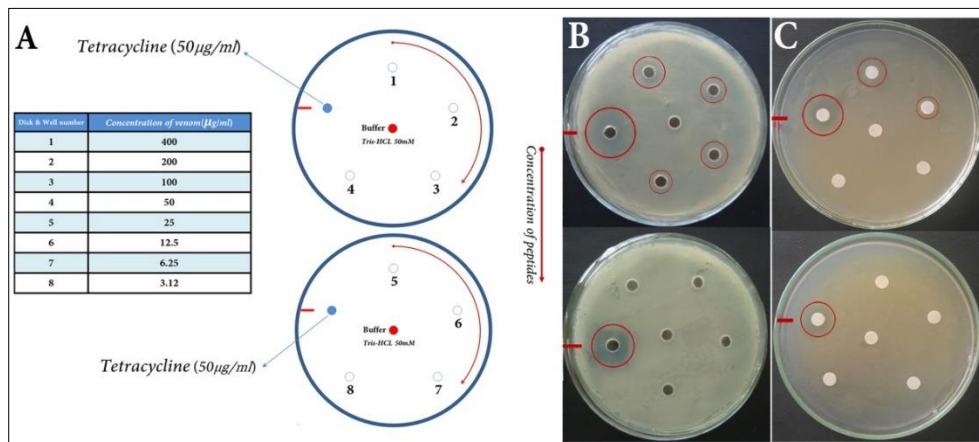 A
Tetracycline (50µg/ml)
Dick & Well number Concentration of venom(µg/ml)
1 400
2 200
3 100
4 50
5 25
6 12.5
7 6.25
8 3.12
1
2
Buffer
Tris-HCL 50mM
4 3
5
6
Buffer
Tris-HCL 50mM
8 7
Tetracycline (50µg/ml)
B
Concentration of peptides
C